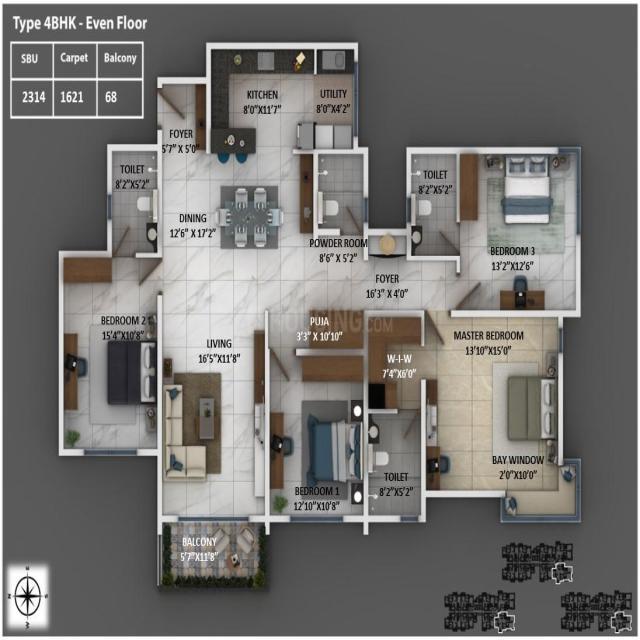 Type 4BHK - Even Floor
SBU Carpet Balcony
2314 1621 68
KITCHEN
8'0"X11'7"
UTILITY
8'0"X4'2"
FOYER
5'7" X 5'0"
TOILET
8'2"X5'2"
TOILET
8'2"X5'2"
DINING
12'6" X 17'2"
POWDER ROOM
8'6" X 5'2"
BEDROOM 3
13'2"X12'6"
FOYER
16'3" X 4'0"
BEDROOM 2
15'4"X10'8"
PUJA
3'3" X 10'10"
LIVING
16'5"X11'8"
MASTER BEDROOM
13'10"X15'0"
W-I-W
7'4"X6'0"
BAY WINDOW
2'0"X10'0"
TOILET
8'2"X5'2"
BEDROOM 1
12'10"X10'8"
BALCONY
5'7"X11'8"
N
E
W
S